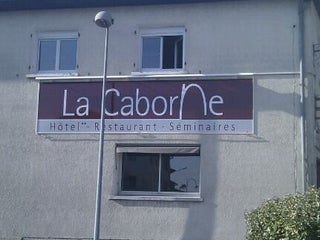 La CaborNe
Hôtel** - Restaurant - Séminaires